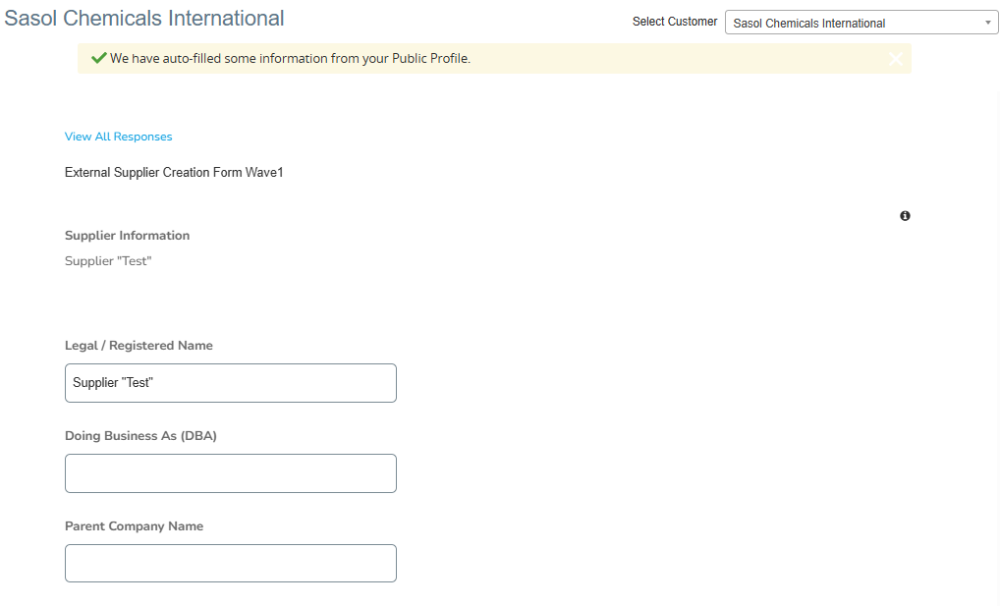 Sasol Chemicals International
Select Customer
Sasol Chemicals International
We have auto-filled some information from your Public Profile.
View All Responses
External Supplier Creation Form Wave1
Supplier Information
Supplier "Test"
Legal / Registered Name
Supplier "Test"
Doing Business As (DBA)
Parent Company Name